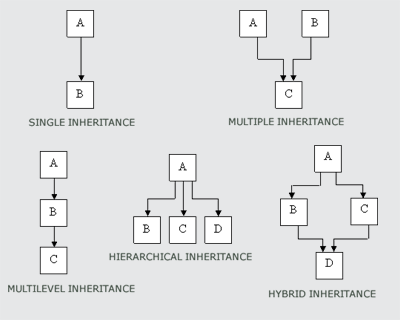 A
A
B
B
C
SINGLE INHERITANCE
MULTIPLE INHERITANCE
A
B
C
MULTILEVEL INHERITANCE
A
B
C
D
HIERARCHICAL INHERITANCE
A
B
C
D
HYBRID INHERITANCE